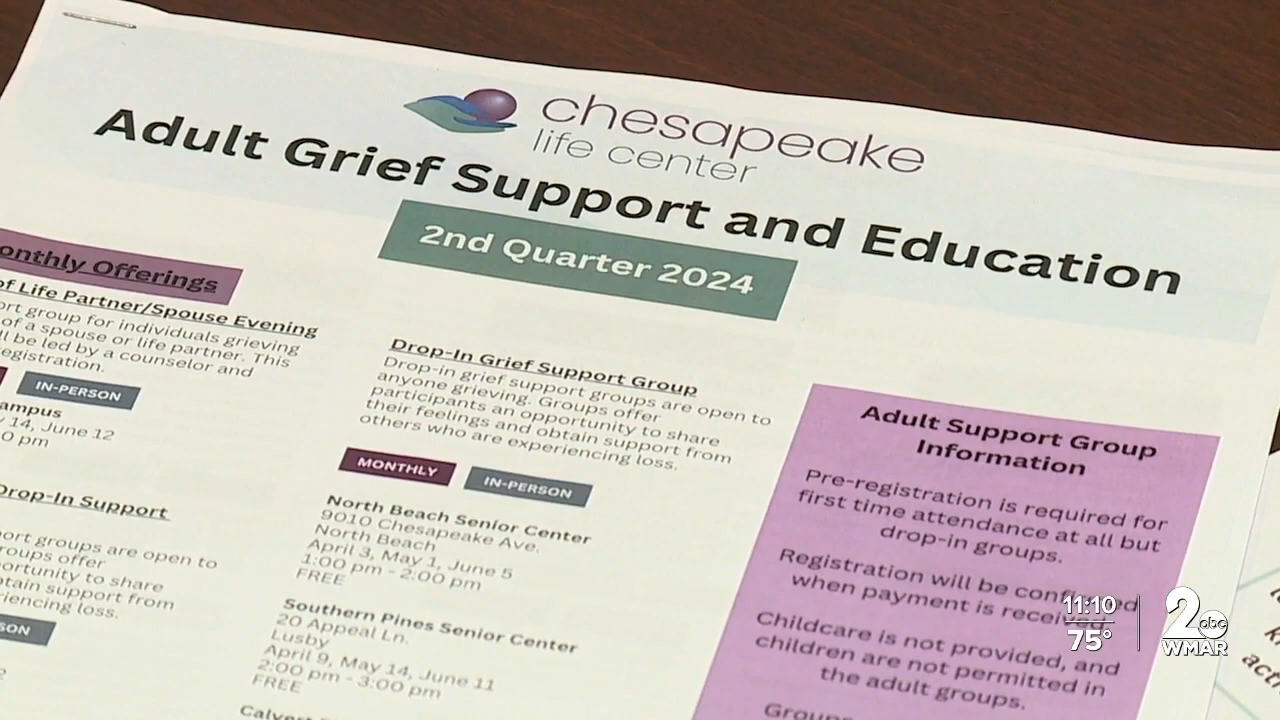 chesapeake
life center
Adult Grief Support and Education
2nd Quarter 2024
onthly Offerings
of Life Partner/Spouse Evening
ort group for individuals grieving
of a spouse or life partner. This
ll be led by a counselor and
registration.
IN-PERSON
ampus
14, June 12
0 pm
Drop-In Support
ort groups are open to
roups offer
ortunity to share
tain support from
riencing loss.
SON
Drop-In Grief Support Group
Drop-in grief support groups are open to
anyone grieving. Groups offer
participants an opportunity to share
their feelings and obtain support from
others who are experiencing loss.
MONTHLY
IN-PERSON
North Beach Senior Center
9010 Chesapeake Ave.
North Beach
April 3, May 1, June 5
1:00 pm - 2:00 pm
FREE
Southern Pines Senior Center
20 Appeal Ln.
Lusby
April 9, May 14, June 11
2:00 pm - 3:00 pm
FREE
Calvert
Adult Support Group
Information
Pre-registration is required for
first time attendance at all but
drop-in groups.
Registration will be confirmed
when payment is received.
Childcare is not provided, and
children are not permitted in
the adult groups.
Groups
11:10
75°
2 abc
WMAR